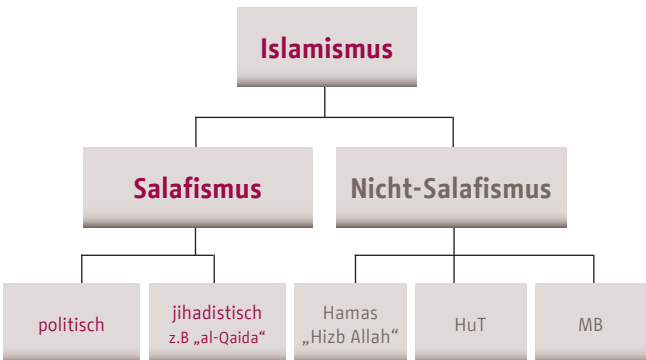 Islamismus
Salafismus
Nicht-Salafismus
politisch
jihadistisch
z.B „al-Qaida“
Hamas
„Hizb Allah“
HuT
MB